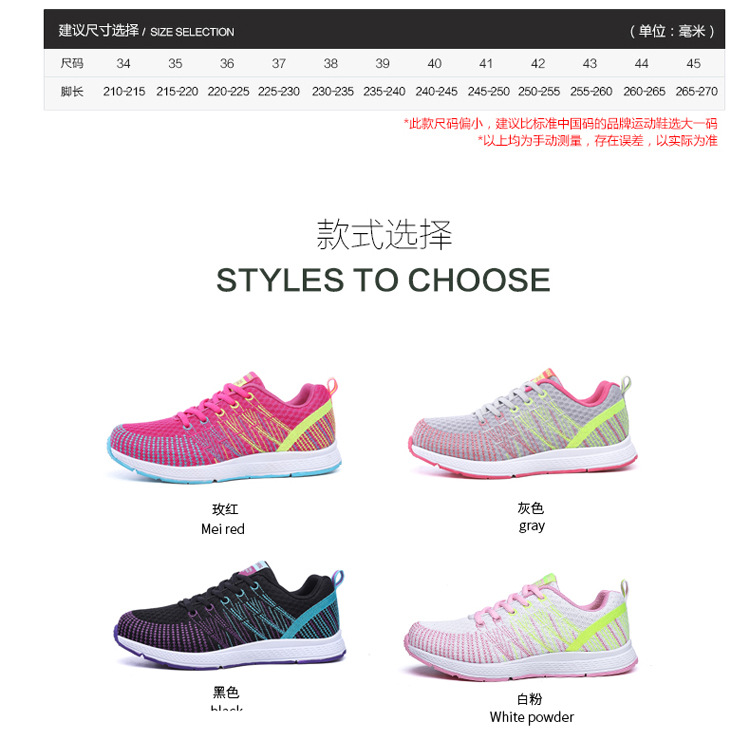 建议尺寸选择 / SIZE SELECTION （单位：毫米）
尺码 34 35 36 37 38 39 40 41 42 43 44 45
脚长 210-215 215-220 220-225 225-230 230-235 235-240 240-245 245-250 250-255 255-260 260-265 265-270
*此款尺码偏小，建议比标准中国码的品牌运动鞋选大一码
*以上均为手动测量，存在误差，以实际为准
款式选择
STYLES TO CHOOSE
玫红
Mei red
灰色
gray
黑色
black
白粉
White powder